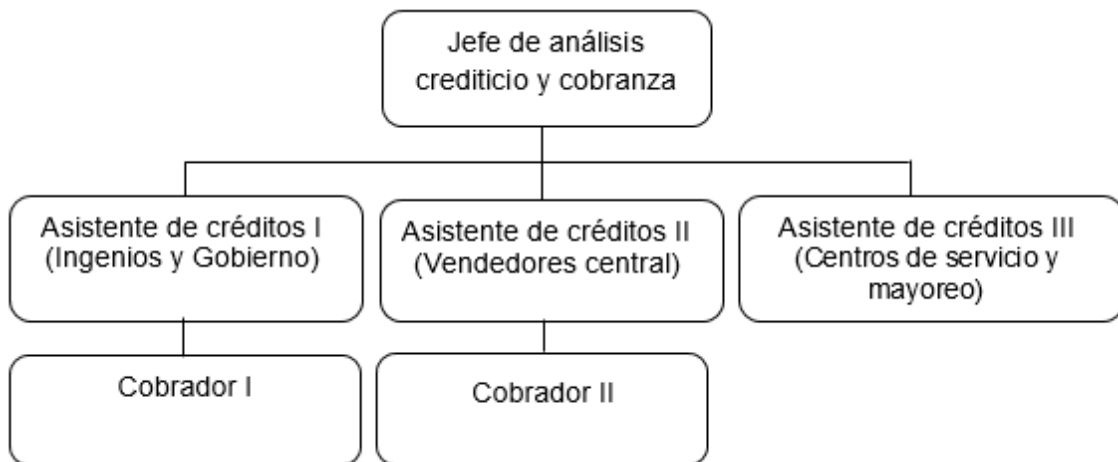 Jefe de análisis
crediticio y cobranza
Asistente de créditos I
(Ingenios y Gobierno)
Asistente de créditos II
(Vendedores central)
Asistente de créditos III
(Centros de servicio y
mayoreo)
Cobrador I
Cobrador II